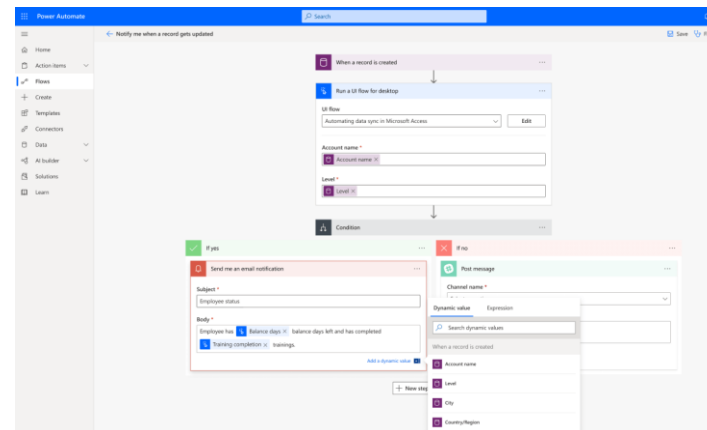 Power Automate
Search
Notify me when a record gets updated
Save
Home
Action items
Flows
Create
Templates
Connectors
Data
AI builder
Solutions
Learn
When a record is created
Run a UI flow for desktop
UI flow
Automating data sync in Microsoft Access
Edit
Account name *
Account name ×
Level *
Level ×
Condition
If yes
Send me an email notification
Subject *
Employee status
Body *
Employee has Balance days × balance days left and has completed
Training completion × trainings.
Add a dynamic value
New step
If no
Post message
Channel name *
Dynamic value Expression
Search dynamic values
When a record is created
Account name
Level
City
Country/Region